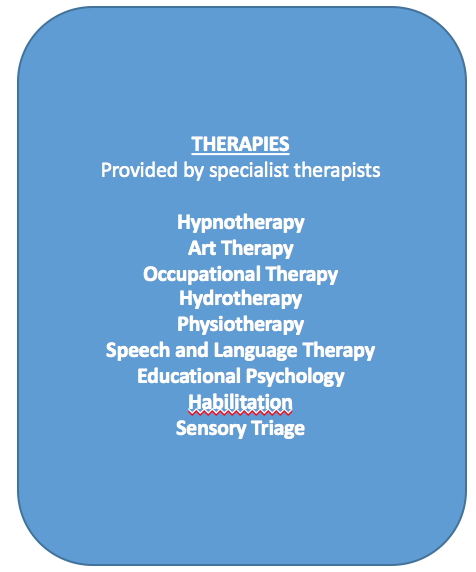 THERAPIES
Provided by specialist therapists
Hypnotherapy
Art Therapy
Occupational Therapy
Hydrotherapy
Physiotherapy
Speech and Language Therapy
Educational Psychology
Habilitation
Sensory Triage